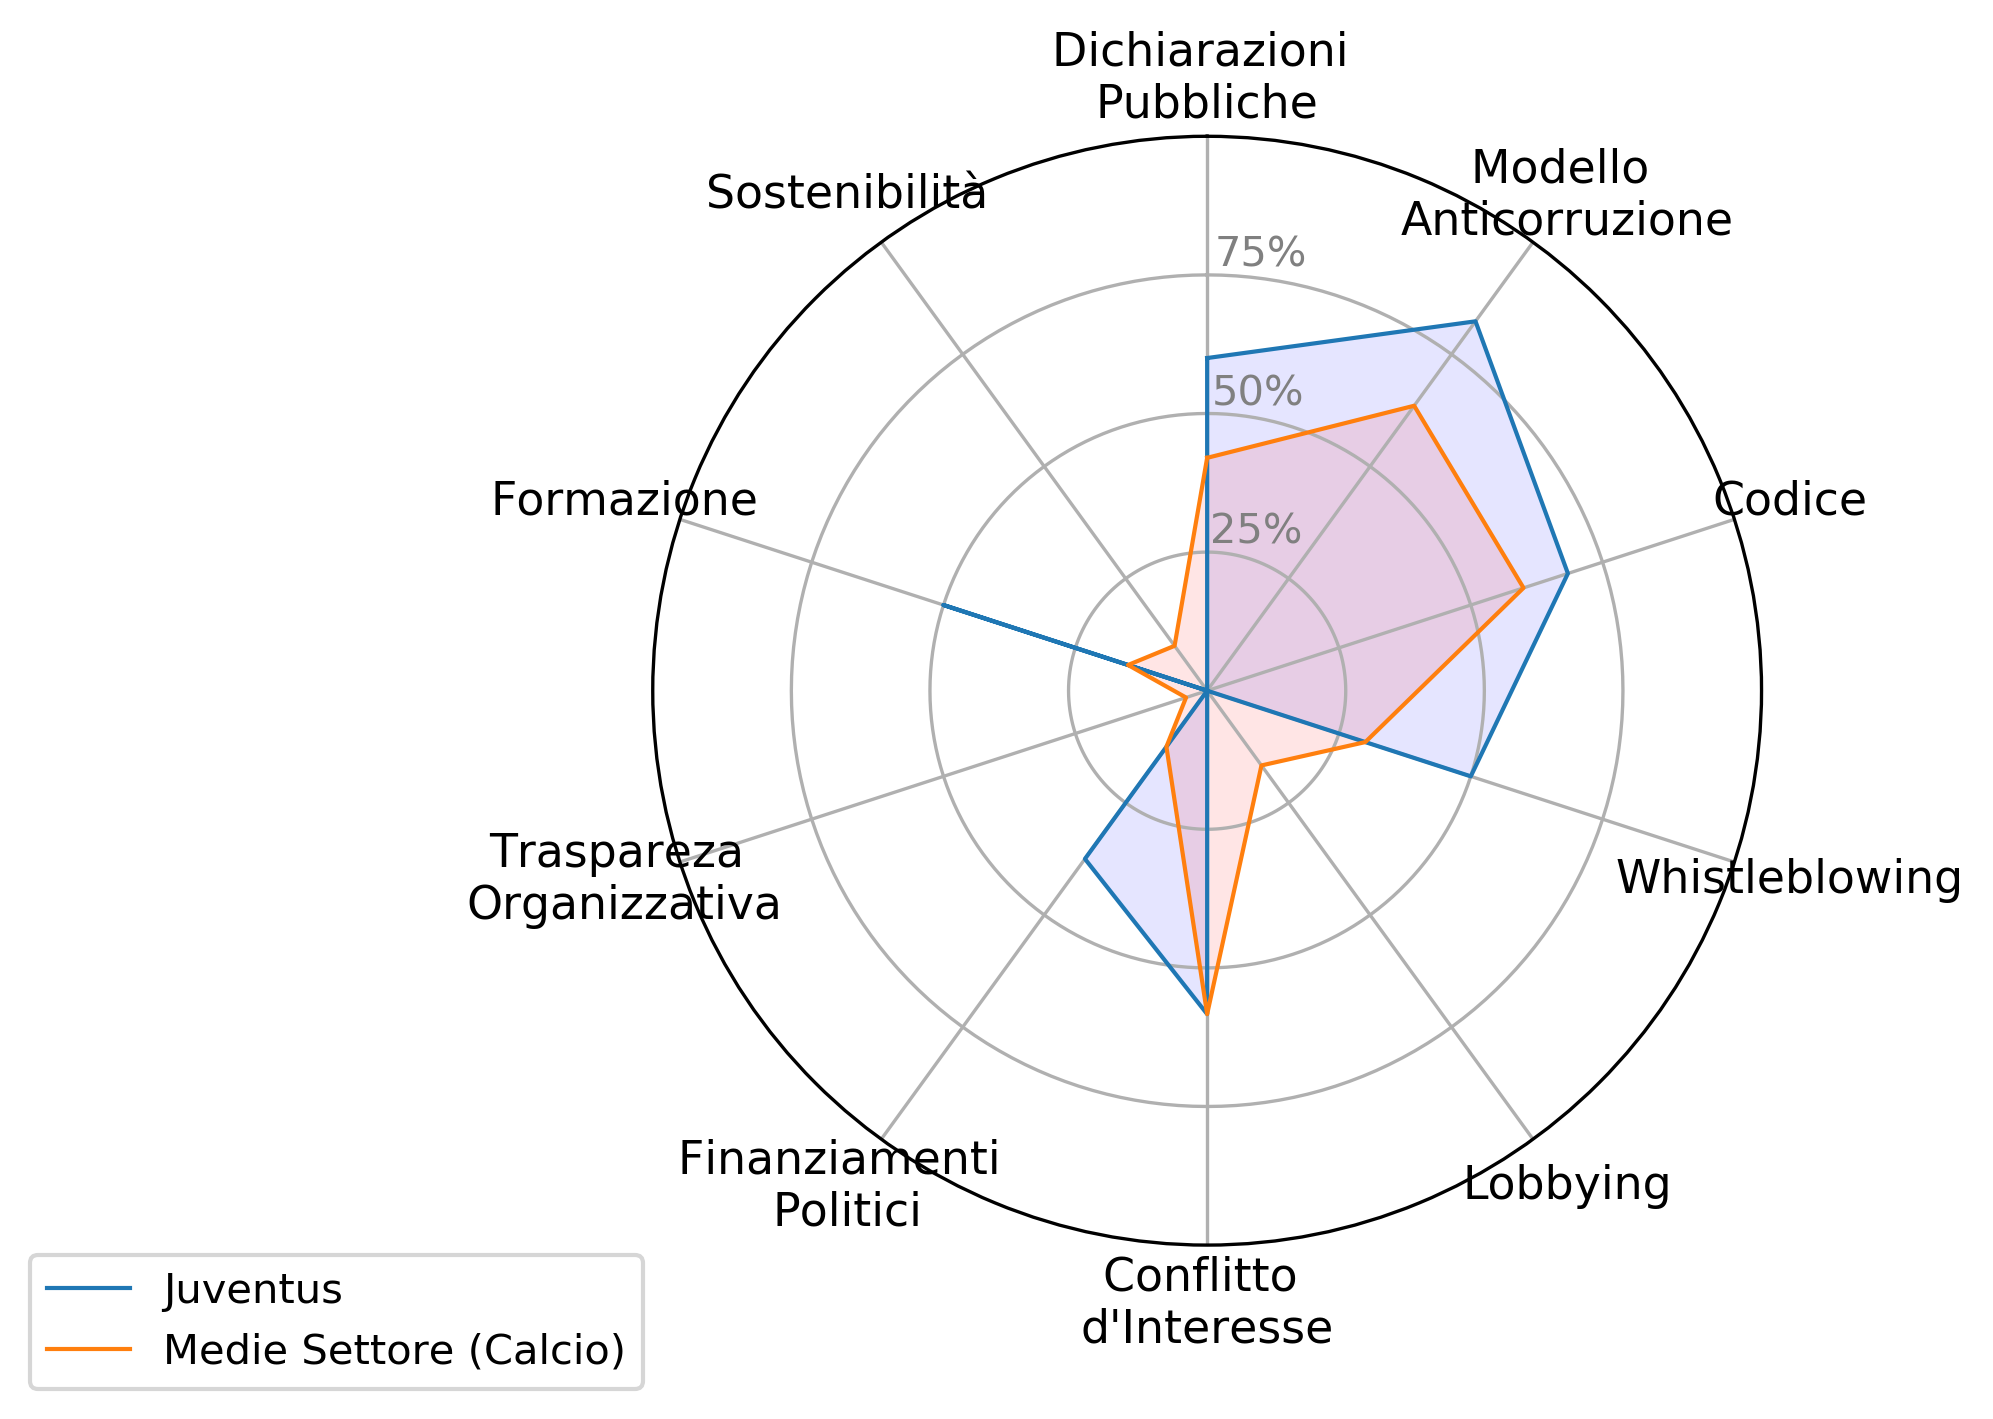 Dichiarazioni
Pubbliche
Modello
Anticorruzione
Sostenibilità
75%
50%
25%
Formazione
Codice
Traspareza
Organizzativa
Whistleblowing
Finanziamenti
Politici
Lobbying
Conflitto
d'Interesse
Juventus
Medie Settore (Calcio)